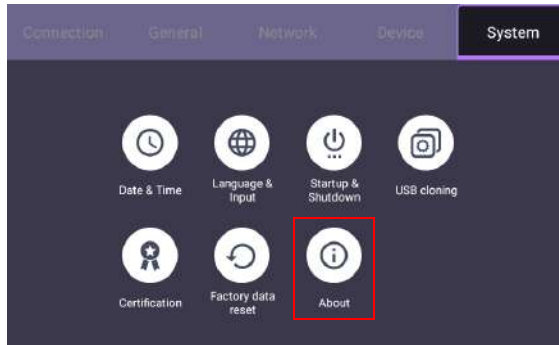 Connection General Network Device System
Date & Time
Language &
Input
Startup &
Shutdown
USB cloning
Certification
Factory data
reset
About